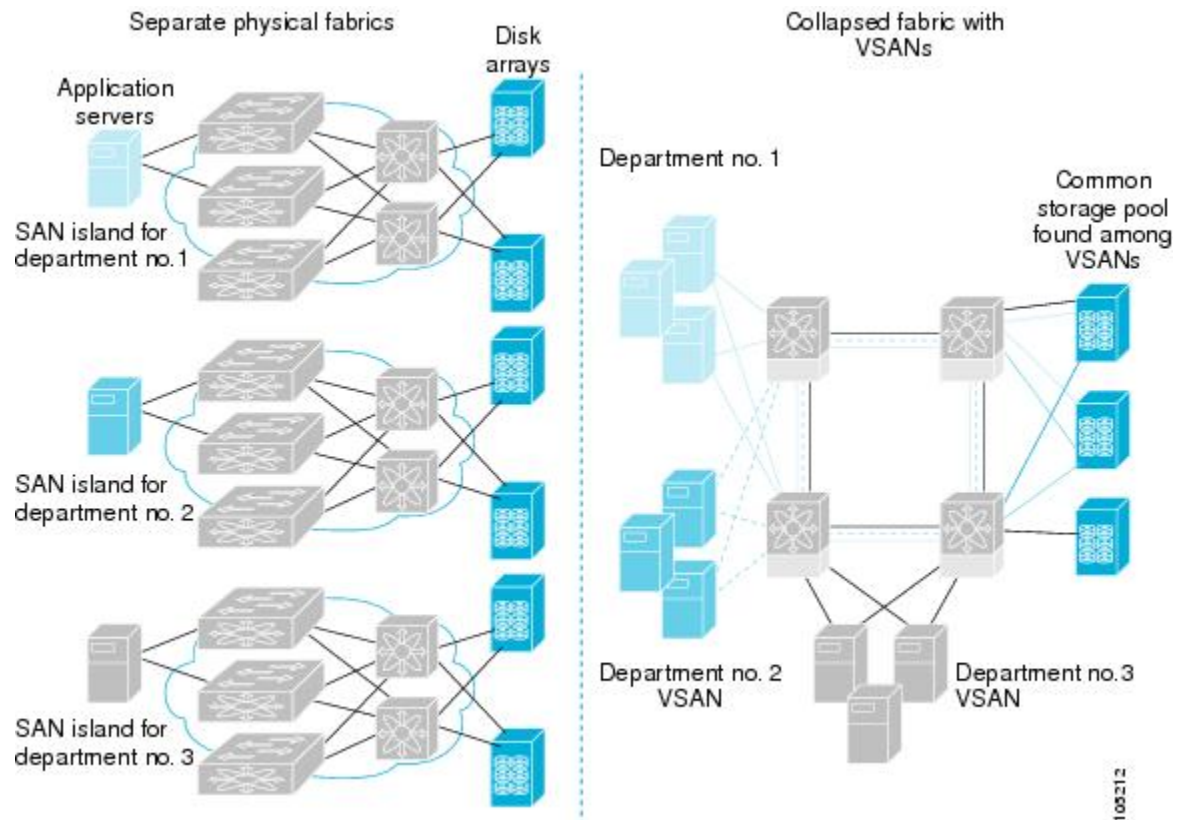 Separate physical fabrics
Disk
arrays
Application
servers
SAN island for
department no.1
SAN island for
department no. 2
SAN island for
department no. 3
Collapsed fabric with
VSANs
Department no. 1
Common
storage pool
found among
VSANs
Department no. 2
VSAN
Department no.3
VSAN
105212